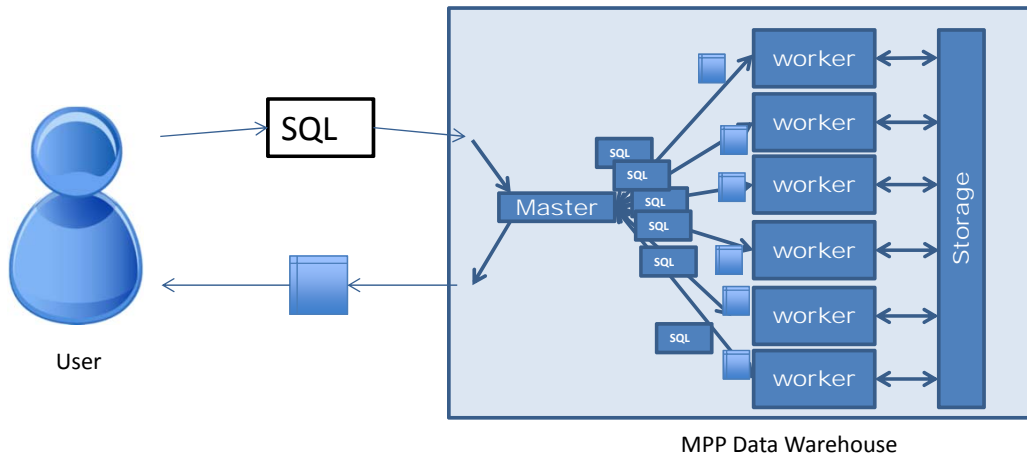 SQL
User
Master
SQL
SQL
SQL
SQL
SQL
SQL
worker
worker
worker
worker
worker
worker
Storage
MPP Data Warehouse